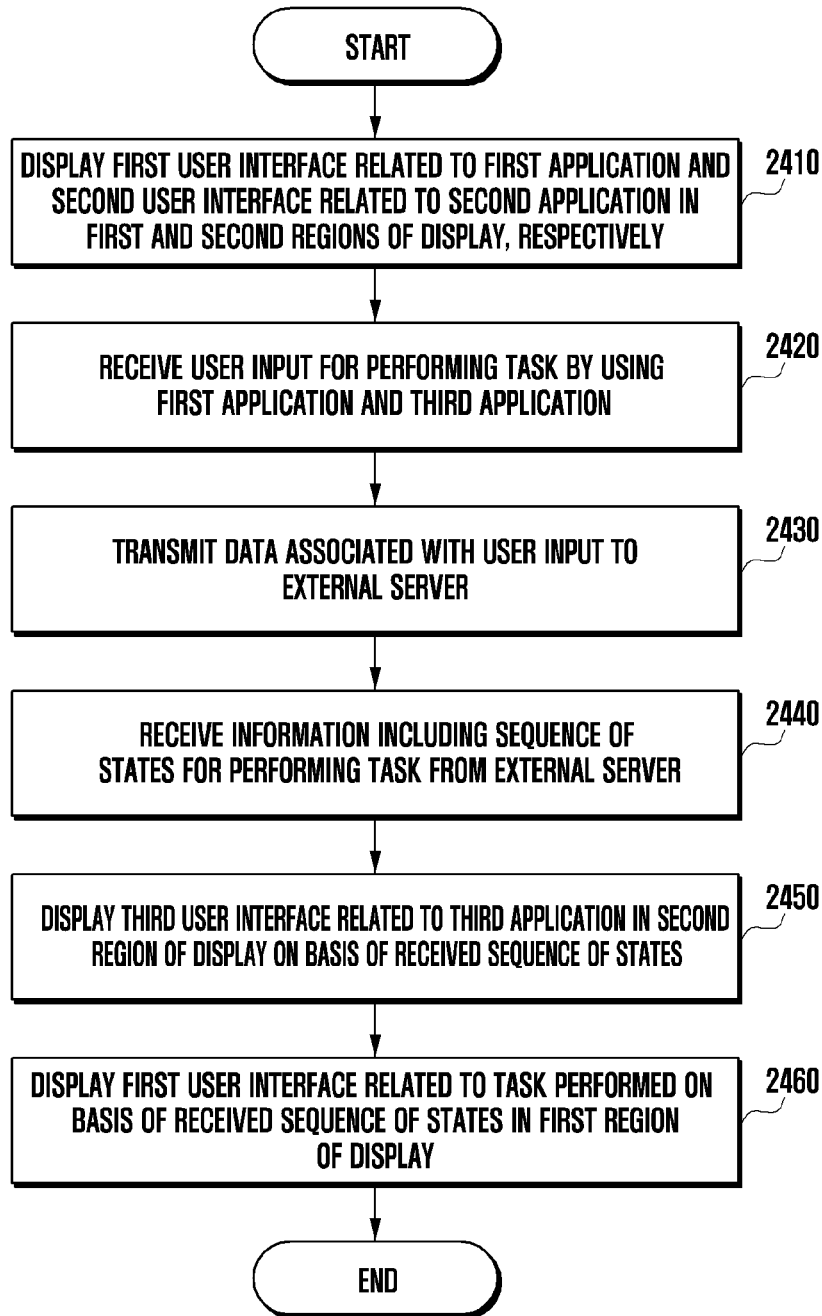 START
DISPLAY FIRST USER INTERFACE RELATED TO FIRST APPLICATION AND
SECOND USER INTERFACE RELATED TO SECOND APPLICATION IN
FIRST AND SECOND REGIONS OF DISPLAY, RESPECTIVELY
2410
RECEIVE USER INPUT FOR PERFORMING TASK BY USING
FIRST APPLICATION AND THIRD APPLICATION
2420
TRANSMIT DATA ASSOCIATED WITH USER INPUT TO
EXTERNAL SERVER
2430
RECEIVE INFORMATION INCLUDING SEQUENCE OF
STATES FOR PERFORMING TASK FROM EXTERNAL SERVER
2440
DISPLAY THIRD USER INTERFACE RELATED TO THIRD APPLICATION IN SECOND
REGION OF DISPLAY ON BASIS OF RECEIVED SEQUENCE OF STATES
2450
DISPLAY FIRST USER INTERFACE RELATED TO TASK PERFORMED ON
BASIS OF RECEIVED SEQUENCE OF STATES IN FIRST REGION
OF DISPLAY
2460
END